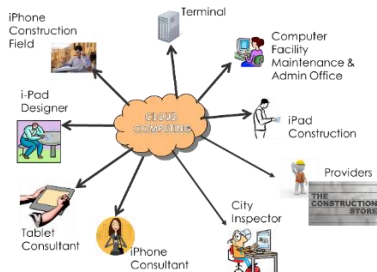 iPhone
Construction
Field
Terminal
Computer
Facility
Maintenance &
Admin Office
i-Pad
Designer
CLOUD
COMPUTING
iPad
Construction
Providers
THE
CONSTRUCTION
STORE
Tablet
Consultant
iPhone
Consultant
City
Inspector